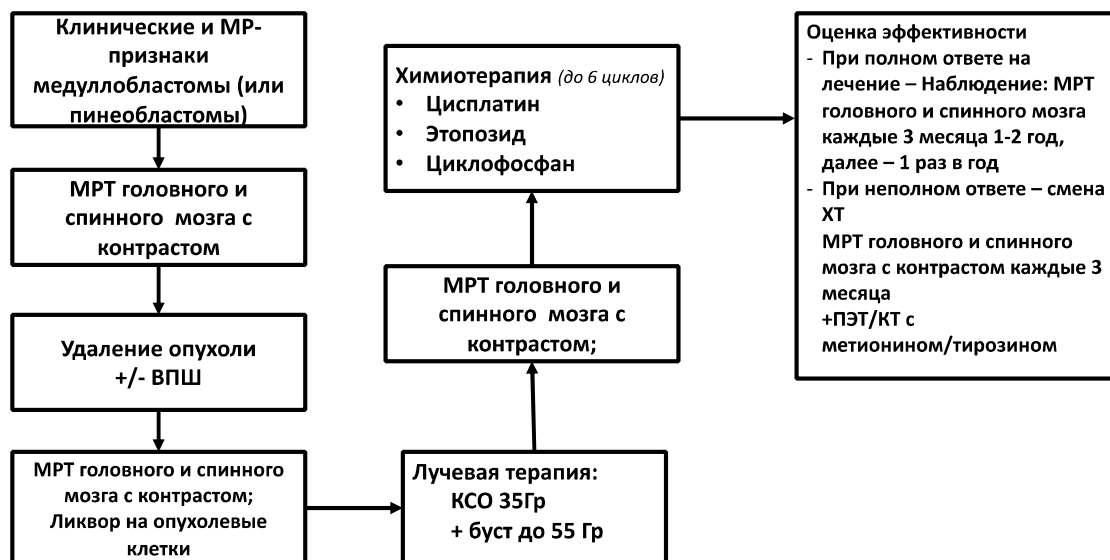 Клинические и МР-
признаки
медуллобластомы (или
пинеобластомы)
МРТ головного и
спинного мозга с
контрастом
Удаление опухоли
+/- ВПШ
МРТ головного и спинного
мозга с контрастом;
Ликвор на опухолевые
клетки
Лучевая терапия:
КСО 35Гр
+ буст до 55 Гр
МРТ головного и
спинного мозга с
контрастом;
Химиотерапия (до 6 циклов)
• Цисплатин
• Этопозид
• Циклофосфан
Оценка эффективности
- При полном ответе на
лечение – Наблюдение: МРТ
головного и спинного мозга
каждые 3 месяца 1-2 год,
далее – 1 раз в год
- При неполном ответе – смена
ХТ
МРТ головного и спинного
мозга с контрастом каждые 3
месяца
+ПЭТ/КТ с
метионином/тирозином